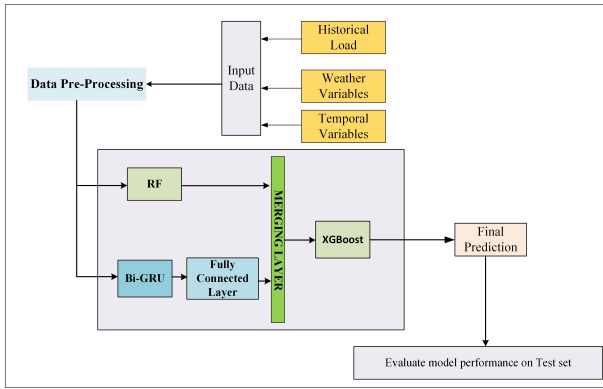 Historical
Load
Input
Data
Weather
Variables
Temporal
Variables
Data Pre-Processing
RF
MERGING LAYER
XGBoost
Bi-GRU
Fully
Connected
Layer
Final
Prediction
Evaluate model performance on Test set